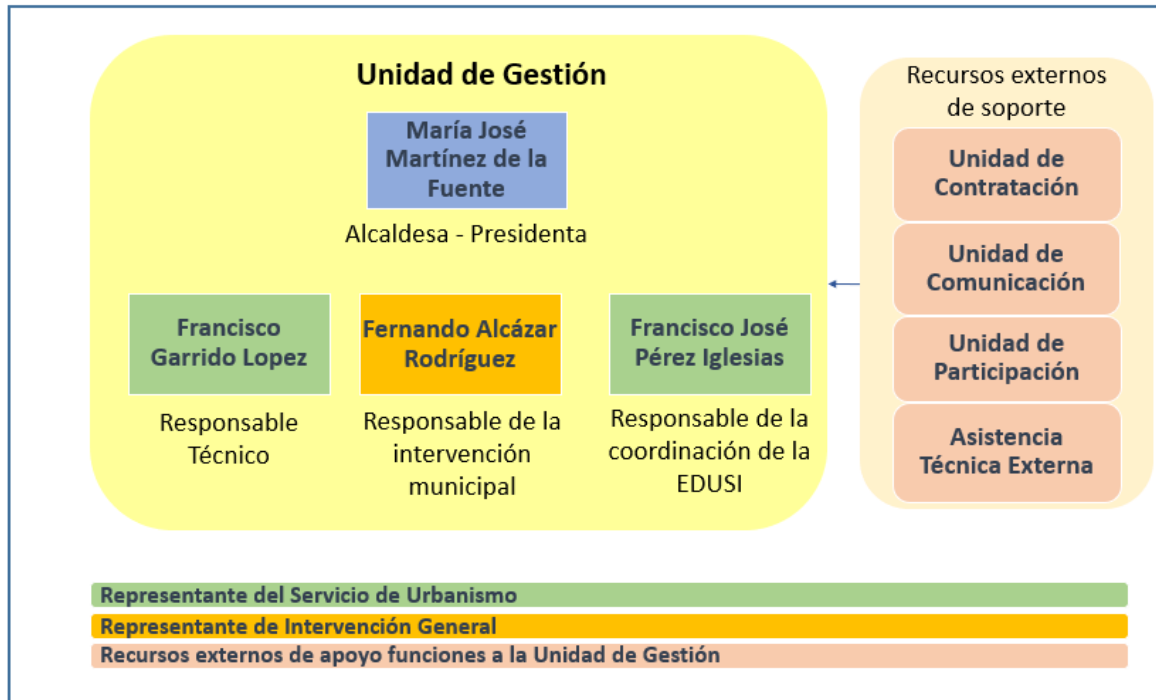 Unidad de Gestión
María José
Martínez de la
Fuente
Alcaldesa - Presidenta
Francisco
Garrido Lopez
Responsable
Técnico
Fernando Alcázar
Rodríguez
Responsable de la
intervención
municipal
Francisco José
Pérez Iglesias
Responsable de la
coordinación de la
EDUSI
Recursos externos
de soporte
Unidad de
Contratación
Unidad de
Comunicación
Unidad de
Participación
Asistencia
Técnica Externa
Representante del Servicio de Urbanismo
Representante de Intervención General
Recursos externos de apoyo funciones a la Unidad de Gestión